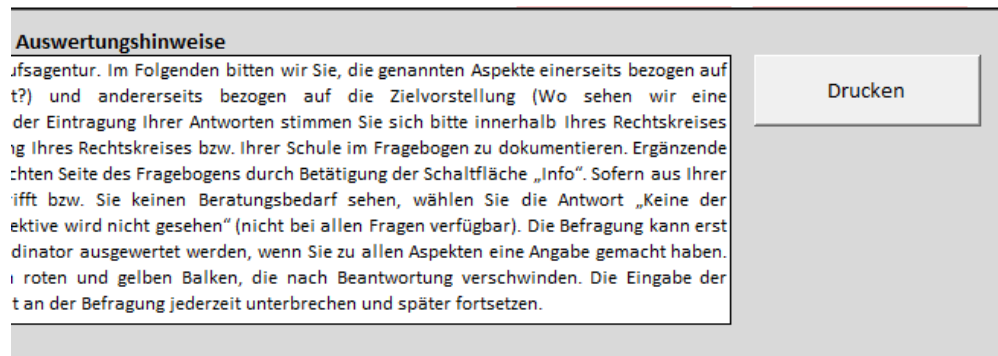 Auswertungshinweise
ufsagentur. Im Folgenden bitten wir Sie, die genannten Aspekte einerseits bezogen auf
t?) und andererseits bezogen auf die Zielvorstellung (Wo sehen wir eine
der Eintragung Ihrer Antworten stimmen Sie sich bitte innerhalb Ihres Rechtskreises
ng Ihres Rechtskreises bzw. Ihrer Schule im Fragebogen zu dokumentieren. Ergänzende
chten Seite des Fragebogens durch Betätigung der Schaltfläche „Info“. Sofern aus Ihrer
rifft bzw. Sie keinen Beratungsbedarf sehen, wählen Sie die Antwort „Keine der
ektive wird nicht gesehen“ (nicht bei allen Fragen verfügbar). Die Befragung kann erst
dinator ausgewertet werden, wenn Sie zu allen Aspekten eine Angabe gemacht haben.
roten und gelben Balken, die nach Beantwortung verschwinden. Die Eingabe der
t an der Befragung jederzeit unterbrechen und später fortsetzen.
Drucken